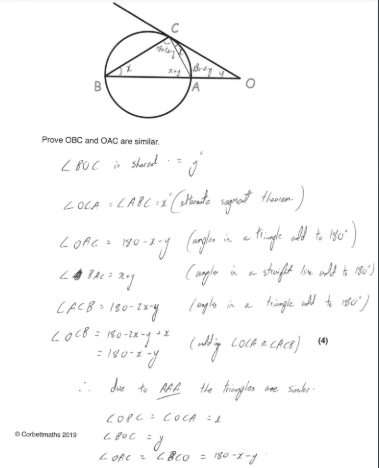 C
180-2x-y x
x x+y 180-x-y y
B A O
Prove OBC and OAC are similar.
∠BOC is shared = y°
∠OCA = ∠ABC = x° (alternate segment theorem)
∠OAC = 180-x-y (angles in a triangle add to 180°)
∠BAC = x+y (angles in a straight line add to 180°)
∠ACB = 180-2x-y (angles in a triangle add to 180°)
∠OCB = 180-2x-y+x
= 180-x-y (adding ∠OCA & ∠ACB) (4)
∴ due to AAA the triangles are similar.
∠OBC = ∠OCA = x
© Corbettmaths 2019 ∠BOC = y
∠OAC = ∠BCO = 180-x-y.